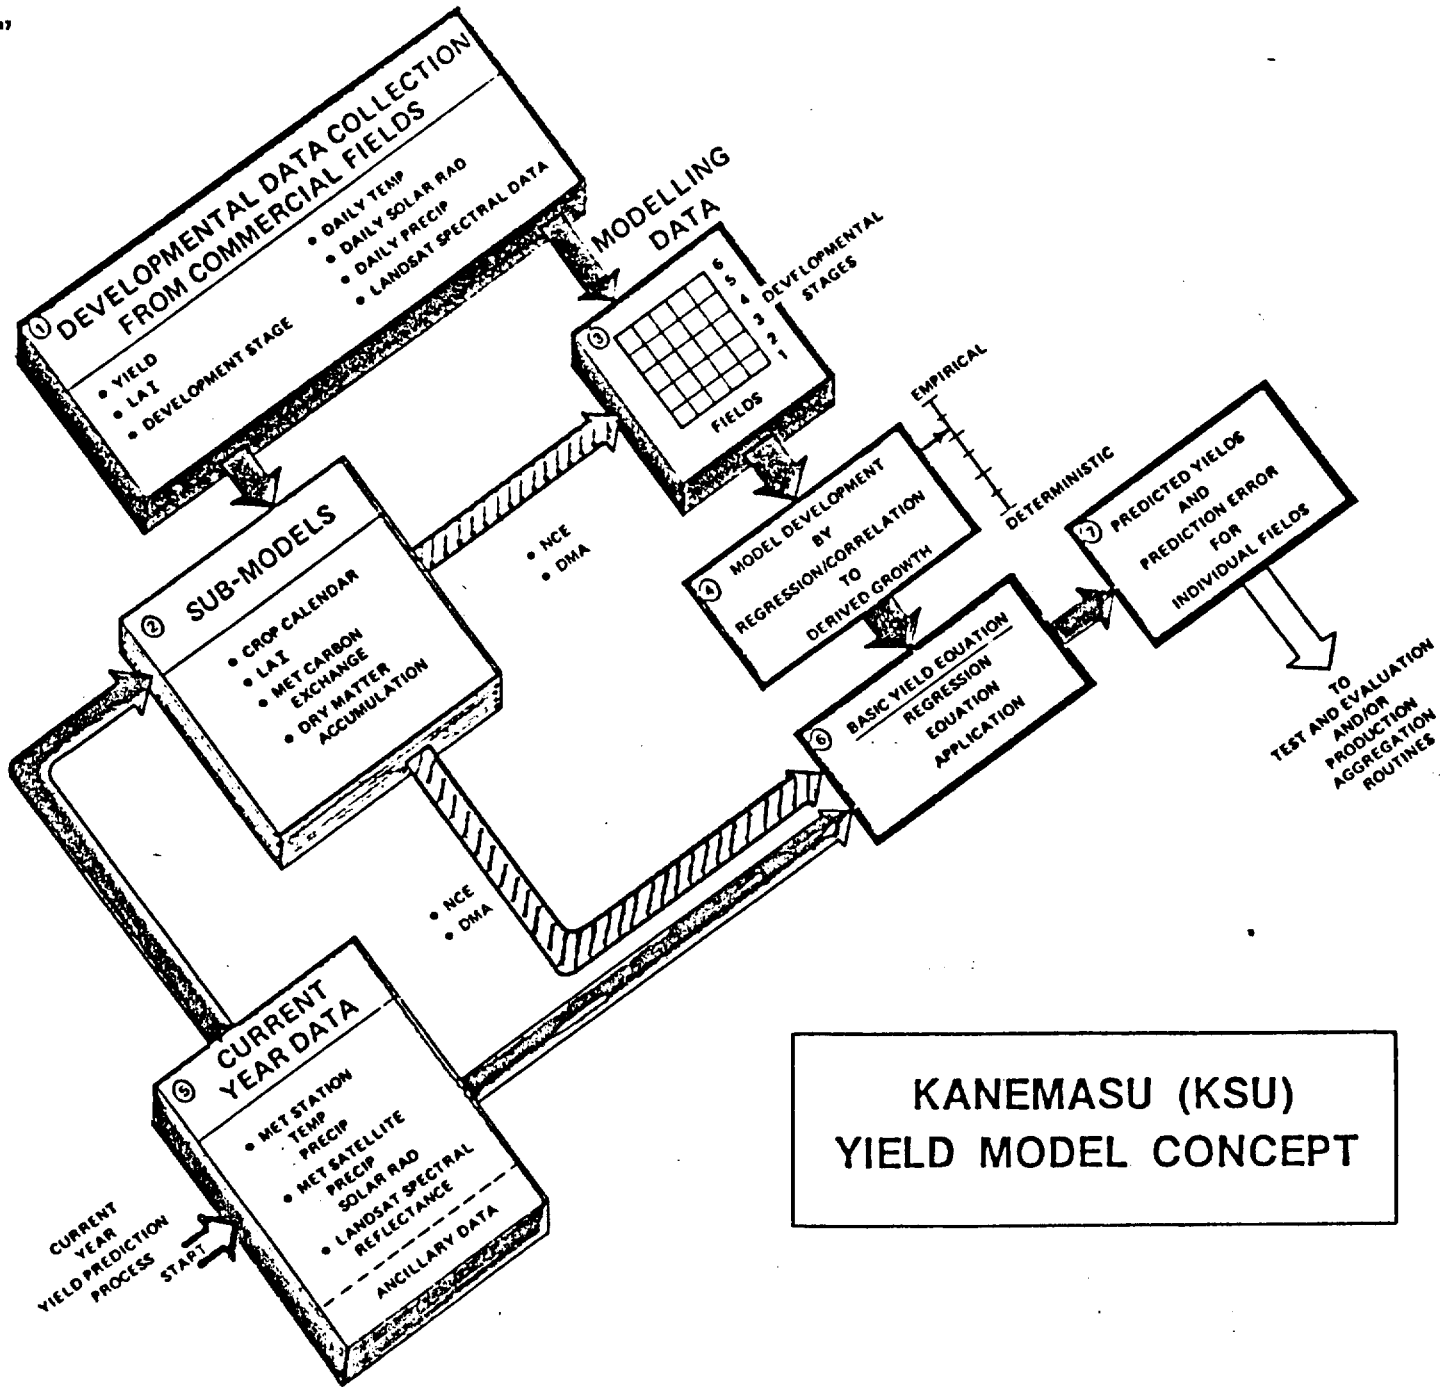 1
DEVELOPMENTAL DATA COLLECTION
FROM COMMERCIAL FIELDS
• YIELD
• LAI
• DEVELOPMENT STAGE
• DAILY TEMP
• DAILY SOLAR RAD
• DAILY PRECIP
• LANDSAT SPECTRAL DATA
MODELLING
DATA
3
6
5
4
3
2
1
DEVELOPMENTAL
STAGES
FIELDS
2
SUB-MODELS
• CROP CALENDAR
• LAI
• MET CARBON
EXCHANGE
• DRY MATTER
ACCUMULATION
• NCE
• DMA
4
MODEL DEVELOPMENT
BY
REGRESSION/CORRELATION
TO
DERIVED GROWTH
EMPIRICAL
DETERMINISTIC
7
PREDICTED YIELDS
AND
PREDICTION ERROR
FOR
INDIVIDUAL FIELDS
TO
TEST AND EVALUATION
AND/OR
PRODUCTION
AGGREGATION
ROUTINES
6
BASIC YIELD EQUATION
REGRESSION
EQUATION
APPLICATION
• NCE
• DMA
5
CURRENT
YEAR DATA
• MET STATION
TEMP
PRECIP
• MET SATELLITE
PRECIP
SOLAR RAD
• LANDSAT SPECTRAL
REFLECTANCE
ANCILLARY DATA
CURRENT
YEAR
YIELD PREDICTION
PROCESS
START
KANEMASU (KSU)
YIELD MODEL CONCEPT